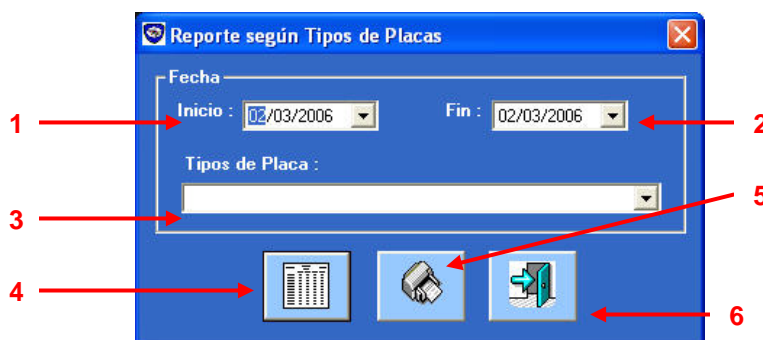 Reporte según Tipos de Placas
Fecha
1 Inicio : 02/03/2006 Fin : 02/03/2006 2
Tipos de Placa :
5
3
4
6